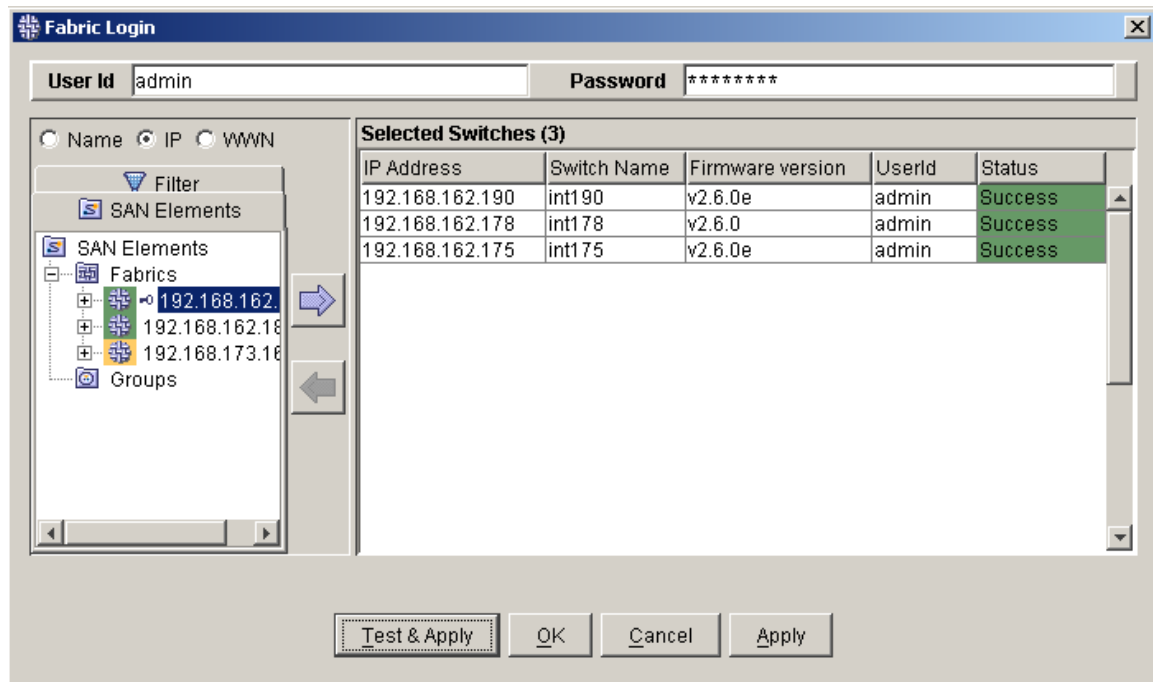 Fabric Login
User Id admin Password ********
Name IP WWN
Filter
SAN Elements
SAN Elements
Fabrics
192.168.162.
192.168.162.18
192.168.173.16
Groups
Selected Switches (3)
IP Address Switch Name Firmware version UserId Status
192.168.162.190 int190 v2.6.0e admin Success
192.168.162.178 int178 v2.6.0 admin Success
192.168.162.175 int175 v2.6.0e admin Success
Test & Apply OK Cancel Apply